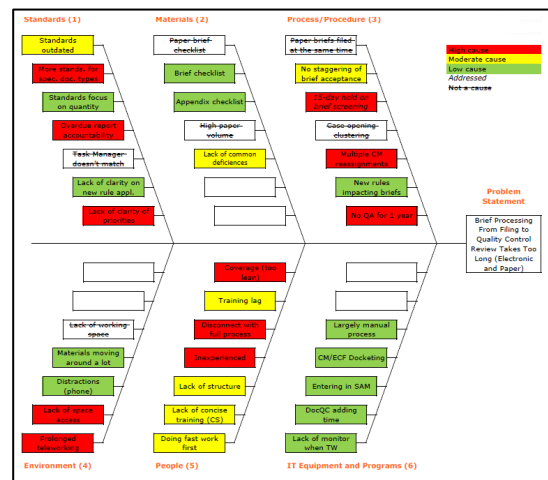 Standards (1)
Materials (2)
Process/Procedure (3)
Standards
outdated
More stands. for
spec. doc. types
Standards focus
on quantity
Overdue report
accountability
Task Manager
doesn't match
Lack of clarity on
new rule appl.
Lack of clarity of
priorities
Paper brief
checklist
Brief checklist
Appendix checklist
High paper
volume
Lack of common
deficiences
Paper briefs filed
at the same time
No staggering of
brief acceptance
15-day hold on
brief screening
Case opening
clustering
Multiple CM
reassignments
New rules
impacting briefs
No QA for 1 year
High cause
Moderate cause
Low cause
Addressed
Not a cause
Problem
Statement
Brief Processing
From Filing to
Quality Control
Review Takes Too
Long (Electronic
and Paper)
Lack of working
space
Materials moving
around a lot
Distractions
(phone)
Lack of space
access
Prolonged
teleworking
Coverage (too
lean)
Training lag
Disconnect with
full process
Inexperienced
Lack of structure
Lack of concise
training (CS)
Doing fast work
first
Largely manual
process
CM/ECF Docketing
Entering in SAM
DocQC adding
time
Lack of monitor
when TW
Environment (4)
People (5)
IT Equipment and Programs (6)